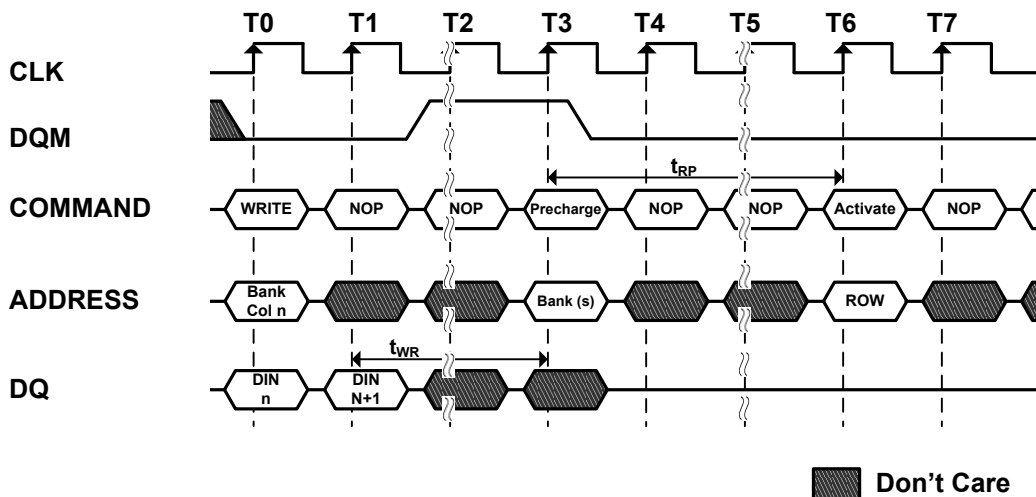 T0 T1 T2 T3 T4 T5 T6 T7
CLK
DQM
tRP
COMMAND WRITE NOP NOP Precharge NOP NOP Activate NOP
ADDRESS Bank Col n Bank (s) ROW
tWR
DQ DIN n DIN N+1
Don't Care